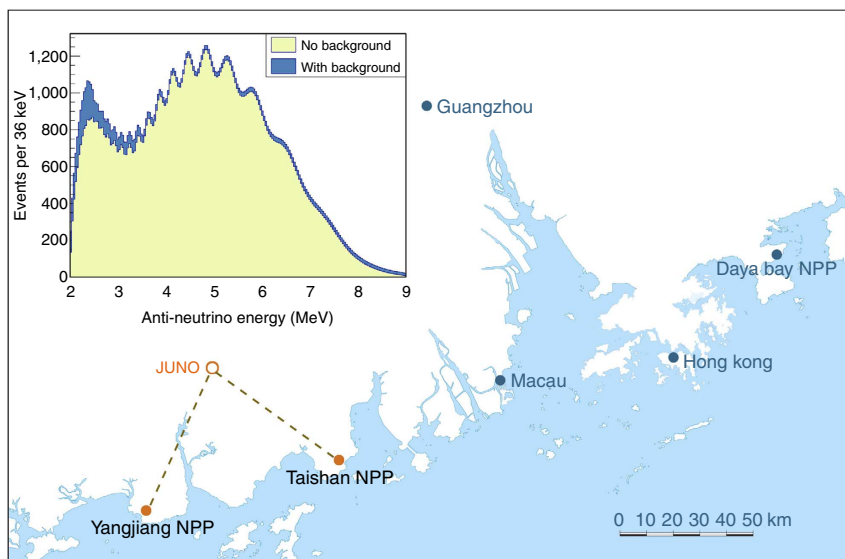 1,200
1,000
800
600
400
200
0
Events per 36 keV
No background
With background
2 3 4 5 6 7 8 9
Anti-neutrino energy (MeV)
Guangzhou
Daya bay NPP
Hong kong
Macau
JUNO
Taishan NPP
Yangjiang NPP
0 10 20 30 40 50 km